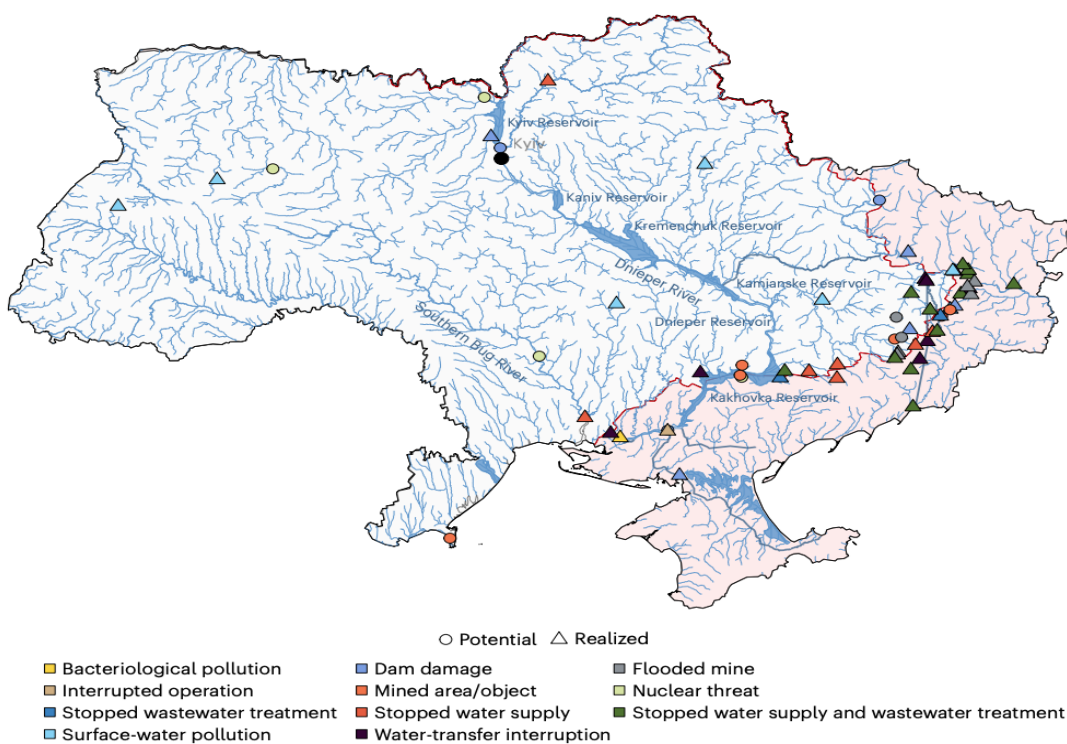 Kyiv Reservoir
Kyiv
Kaniv Reservoir
Kremenchuk Reservoir
Dnieper River
Kamianske Reservoir
Southern Bug River
Dnieper Reservoir
Kakhovka Reservoir
Potential Realized
Bacteriological pollution Dam damage Flooded mine
Interrupted operation Mined area/object Nuclear threat
Stopped wastewater treatment Stopped water supply Stopped water supply and wastewater treatment
Surface-water pollution Water-transfer interruption